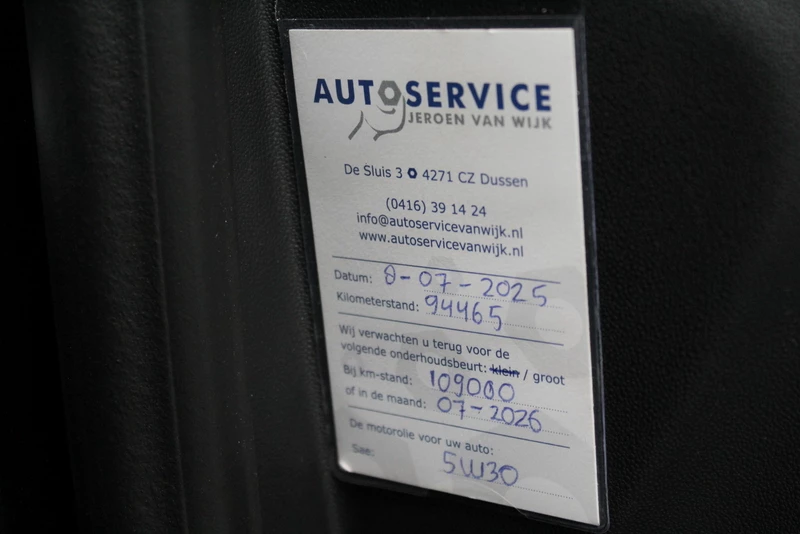 AUTOSERVICE
JEROEN VAN WIJK
De Sluis 3 4271 CZ Dussen
(0416) 39 14 24
info@autoservicevanwijk.nl
www.autoservicevanwijk.nl
Datum: 8-07-2025
Kilometerstand: 94465
Wij verwachten u terug voor de
volgende onderhoudsbeurt: klein / groot
Bij km-stand: 109000
of in de maand: 07-2026
De motorolie voor uw auto:
Sae: 5W30